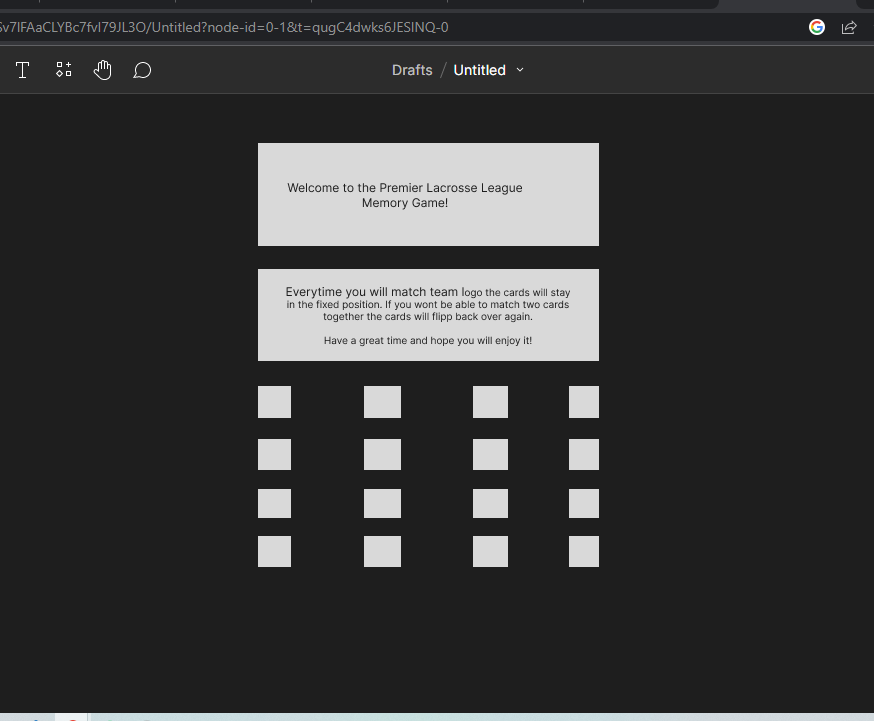 Sv7IFAaCLYBc7fvI79JL3O/Untitled?node-id=0-1&t=qugC4dwks6JESINQ-0
Drafts / Untitled
Welcome to the Premier Lacrosse League
Memory Game!
Everytime you will match team logo the cards will stay
in the fixed position. If you wont be able to match two cards
together the cards will flipp back over again.
Have a great time and hope you will enjoy it!